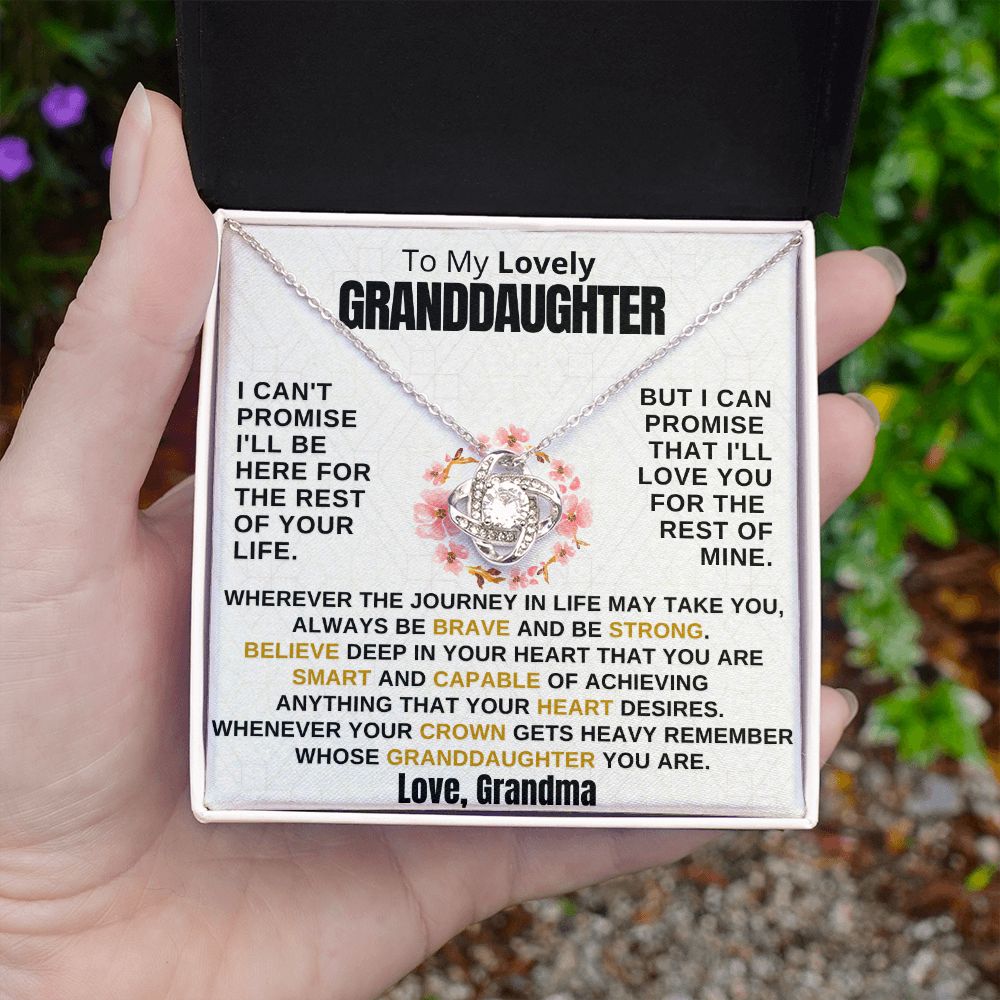 To My Lovely
GRANDDAUGHTER
I CAN'T
PROMISE
I'LL BE
HERE FOR
THE REST
OF YOUR
LIFE.
BUT I CAN
PROMISE
THAT I'LL
LOVE YOU
FOR THE
REST OF
MINE.
WHEREVER THE JOURNEY IN LIFE MAY TAKE YOU,
ALWAYS BE BRAVE AND BE STRONG.
BELIEVE DEEP IN YOUR HEART THAT YOU ARE
SMART AND CAPABLE OF ACHIEVING
ANYTHING THAT YOUR HEART DESIRES.
WHENEVER YOUR CROWN GETS HEAVY REMEMBER
WHOSE GRANDDAUGHTER YOU ARE.
Love, Grandma